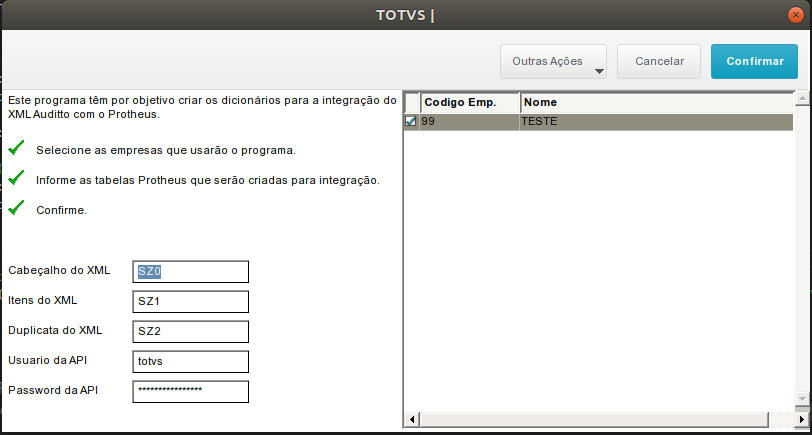 TOTVS |
Outras Ações
Cancelar
Confirmar
Este programa têm por objetivo criar os dicionários para a integração do
XML Auditto com o Protheus.
Selecione as empresas que usarão o programa.
Informe as tabelas Protheus que serão criadas para integração.
Confirme.
Cabeçalho do XML SZ0
Itens do XML SZ1
Duplicata do XML SZ2
Usuario da API totvs
Password da API ****************
Codigo Emp. Nome
99 TESTE